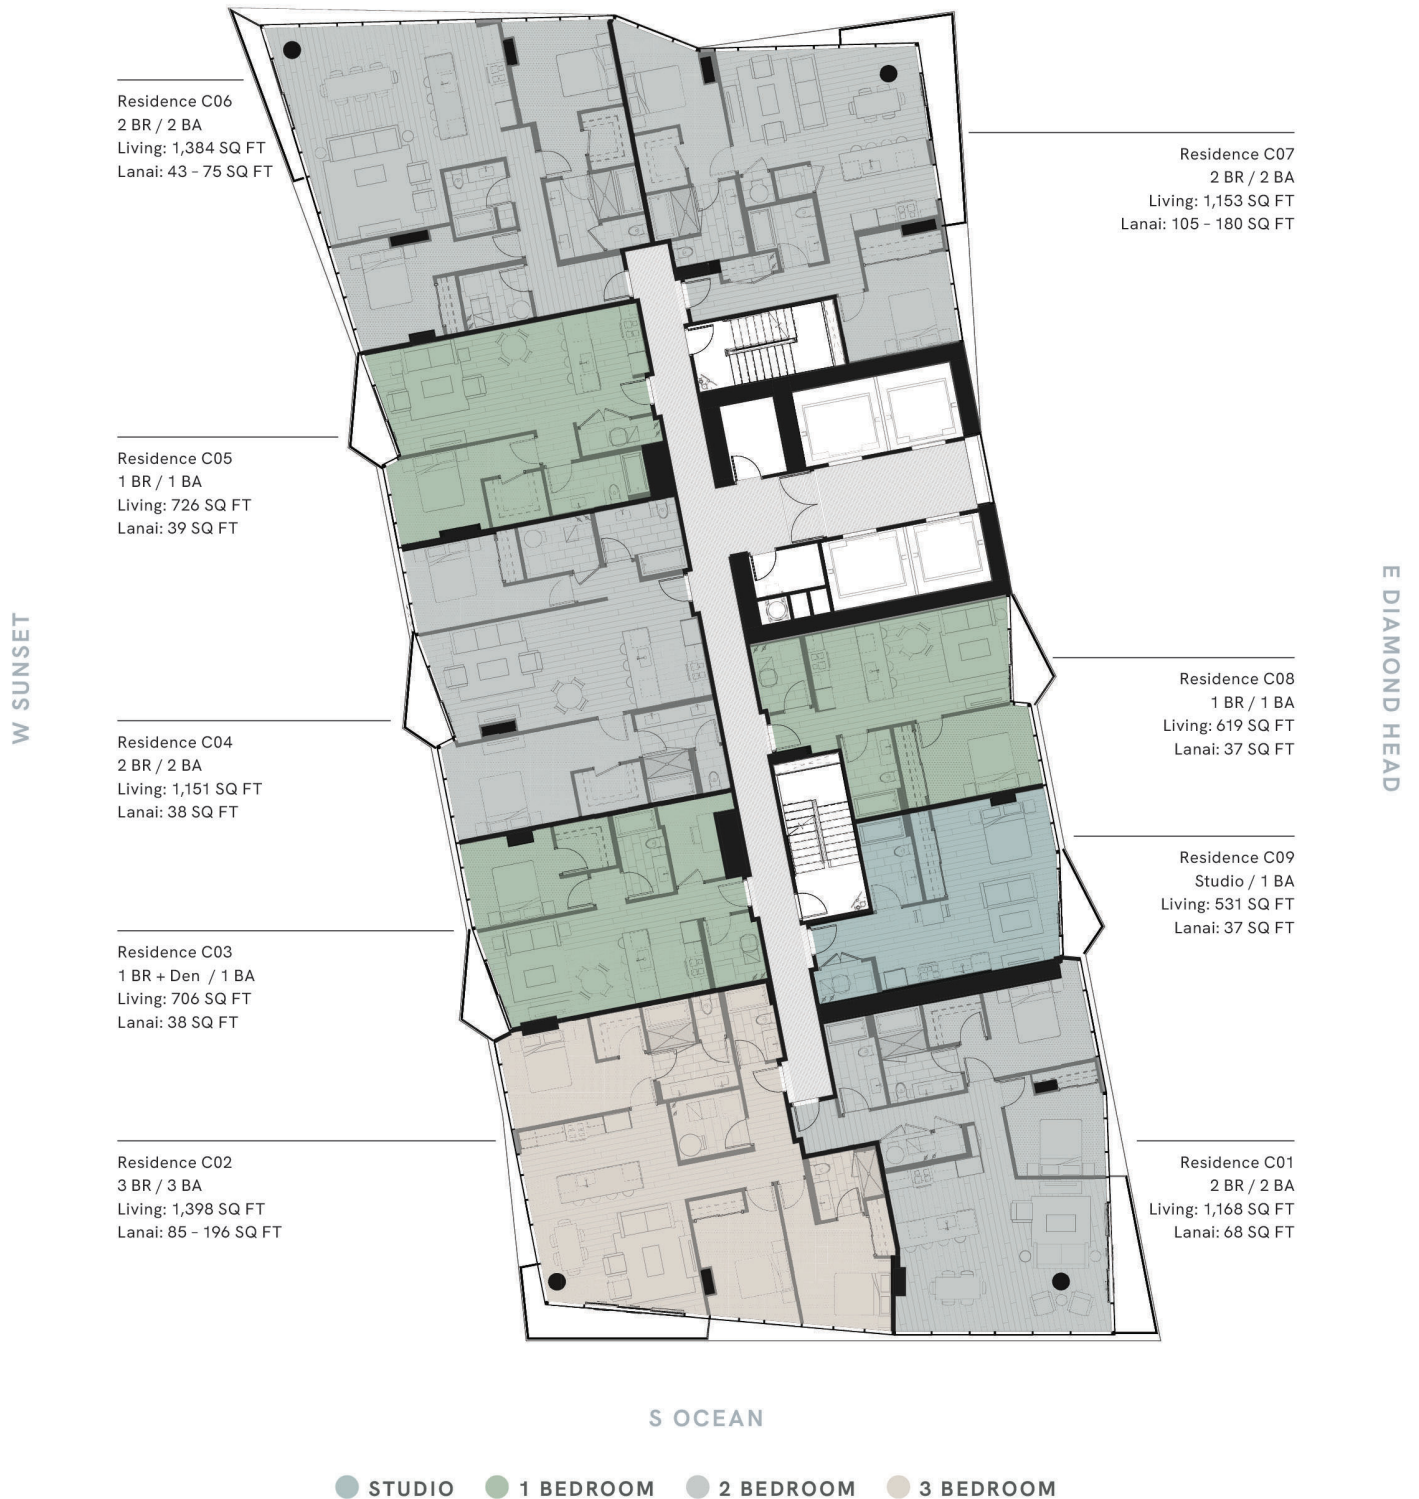 Residence C06
2 BR / 2 BA
Living: 1,384 SQ FT
Lanai: 43 – 75 SQ FT
Residence C07
2 BR / 2 BA
Living: 1,153 SQ FT
Lanai: 105 – 180 SQ FT
Residence C05
1 BR / 1 BA
Living: 726 SQ FT
Lanai: 39 SQ FT
W SUNSET
E DIAMOND HEAD
Residence C04
2 BR / 2 BA
Living: 1,151 SQ FT
Lanai: 38 SQ FT
Residence C08
1 BR / 1 BA
Living: 619 SQ FT
Lanai: 37 SQ FT
Residence C09
Studio / 1 BA
Living: 531 SQ FT
Lanai: 37 SQ FT
Residence C03
1 BR + Den / 1 BA
Living: 706 SQ FT
Lanai: 38 SQ FT
Residence C02
3 BR / 3 BA
Living: 1,398 SQ FT
Lanai: 85 – 196 SQ FT
Residence C01
2 BR / 2 BA
Living: 1,168 SQ FT
Lanai: 68 SQ FT
S OCEAN
STUDIO
1 BEDROOM
2 BEDROOM
3 BEDROOM